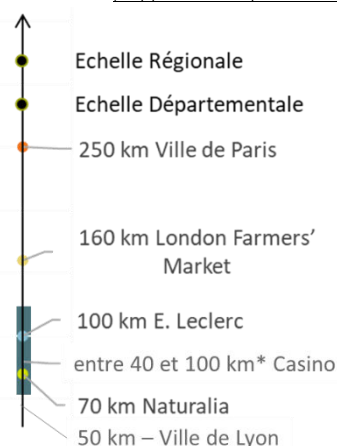 Echelle Régionale
Echelle Départementale
250 km Ville de Paris
160 km London Farmers’
Market
100 km E. Leclerc
entre 40 et 100 km* Casino
70 km Naturalia
50 km – Ville de Lyon